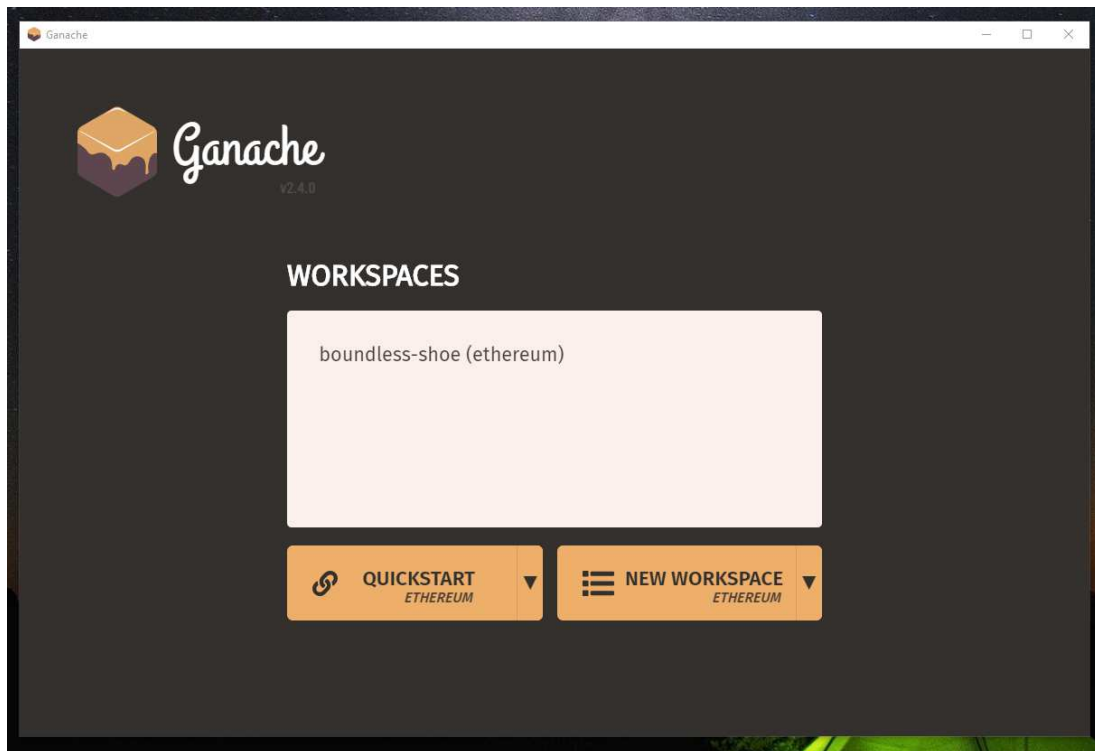 Ganache
Ganache
v2.4.0
WORKSPACES
boundless-shoe (ethereum)
QUICKSTART
ETHEREUM
NEW WORKSPACE
ETHEREUM